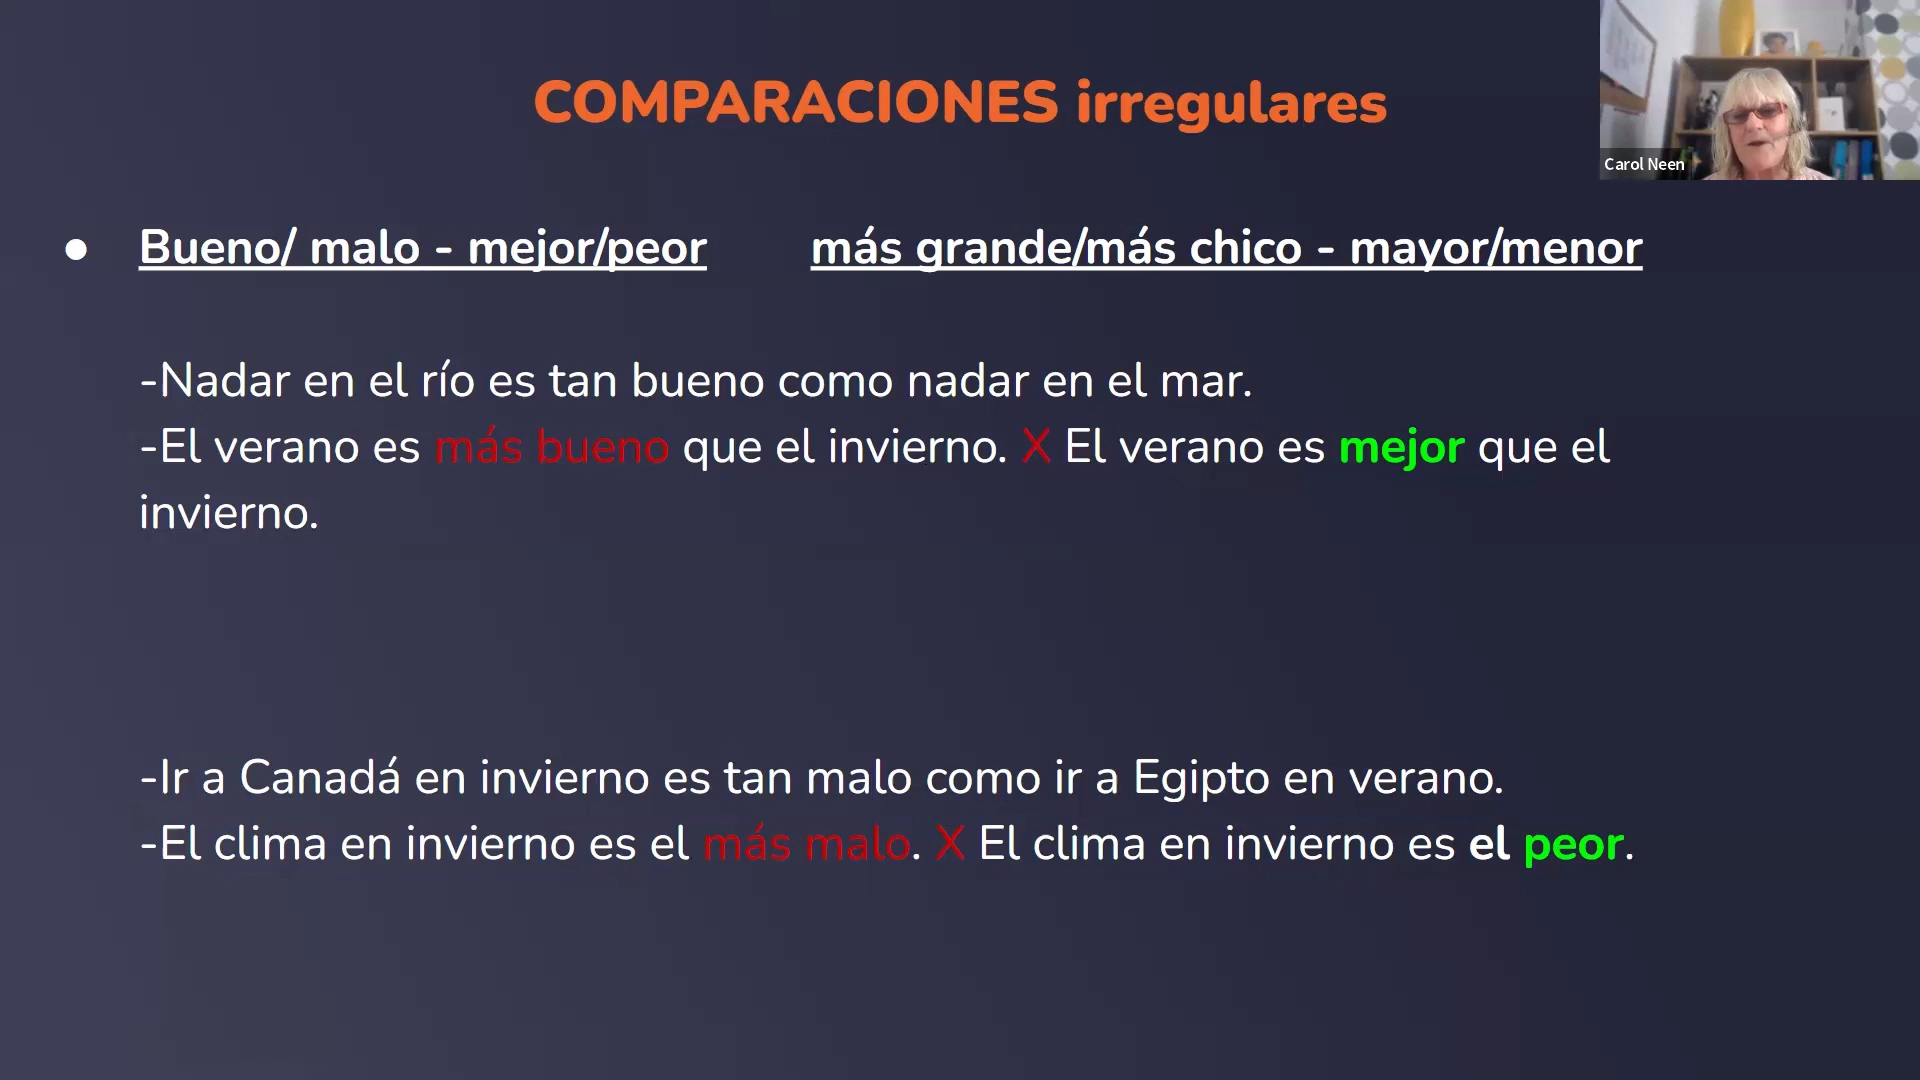 COMPARACIONES irregulares
Carol Neen
● Bueno/ malo - mejor/peor más grande/más chico - mayor/menor
-Nadar en el río es tan bueno como nadar en el mar.
-El verano es más bueno que el invierno. X El verano es mejor que el
invierno.
-Ir a Canadá en invierno es tan malo como ir a Egipto en verano.
-El clima en invierno es el más malo. X El clima en invierno es el peor.